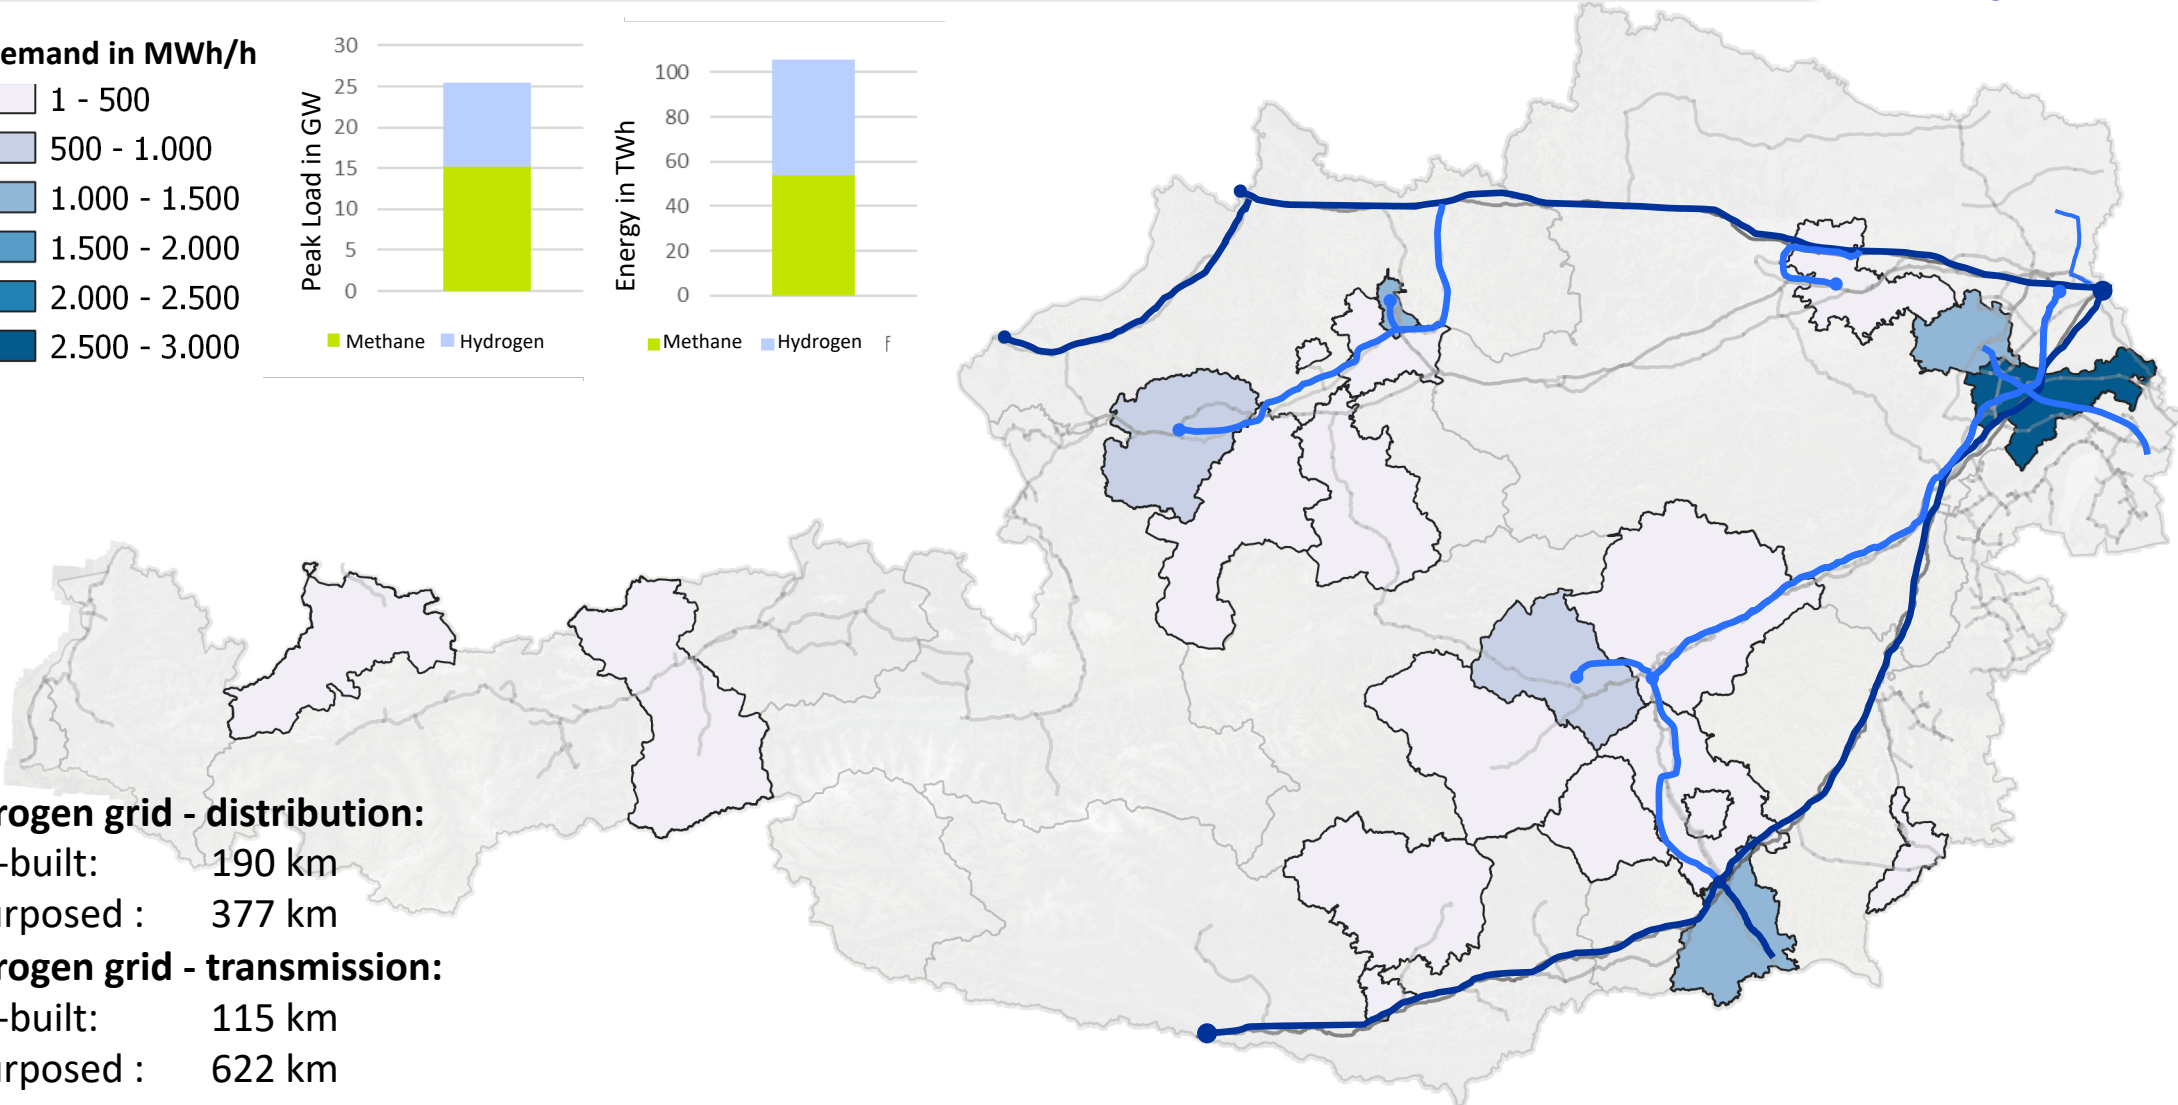 emand in MWh/h
1 - 500
500 - 1.000
1.000 - 1.500
1.500 - 2.000
2.000 - 2.500
2.500 - 3.000
Peak Load in GW
30
25
20
15
10
5
0
Methane Hydrogen
Energy in TWh
100
80
60
40
20
0
Methane Hydrogen
rogen grid - distribution:
-built: 190 km
urposed : 377 km
rogen grid - transmission:
-built: 115 km
urposed : 622 km